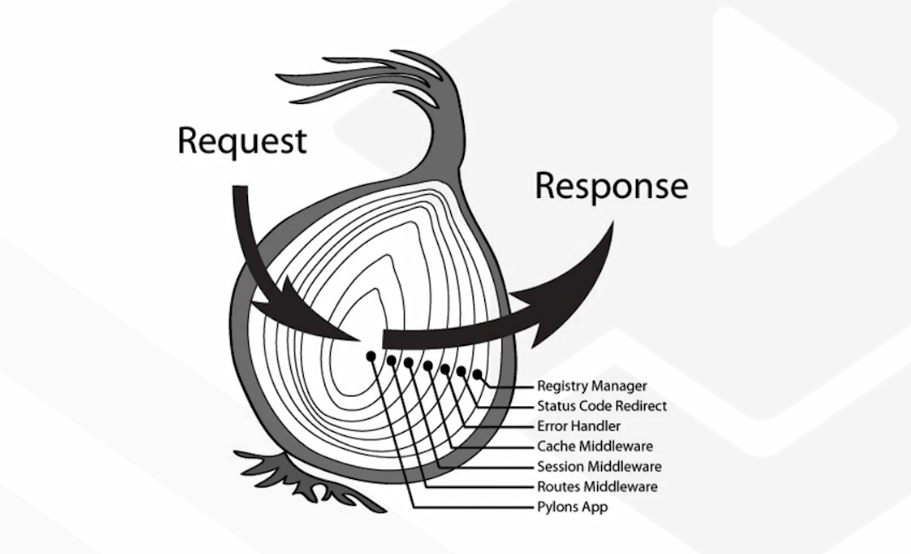 Request
Response
Registry Manager
Status Code Redirect
Error Handler
Cache Middleware
Session Middleware
Routes Middleware
Pylons App